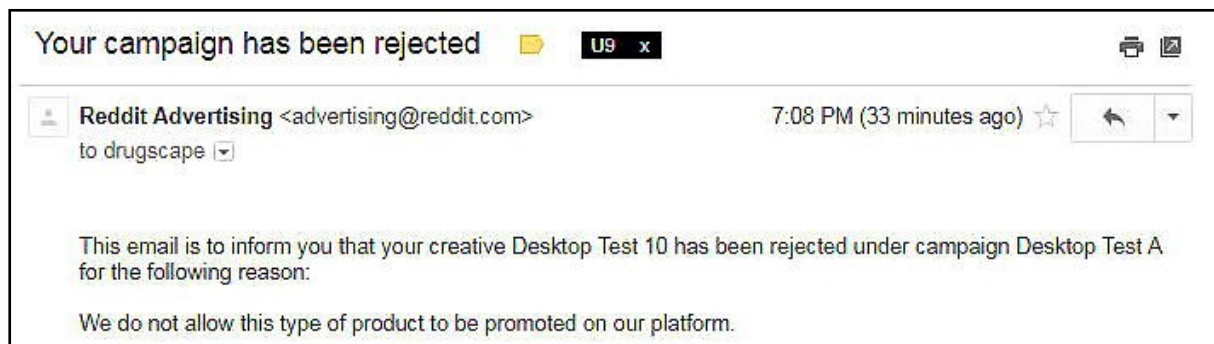 Your campaign has been rejected U9 x
Reddit Advertising <advertising@reddit.com> 7:08 PM (33 minutes ago)
to drugscape
This email is to inform you that your creative Desktop Test 10 has been rejected under campaign Desktop Test A
for the following reason:
We do not allow this type of product to be promoted on our platform.